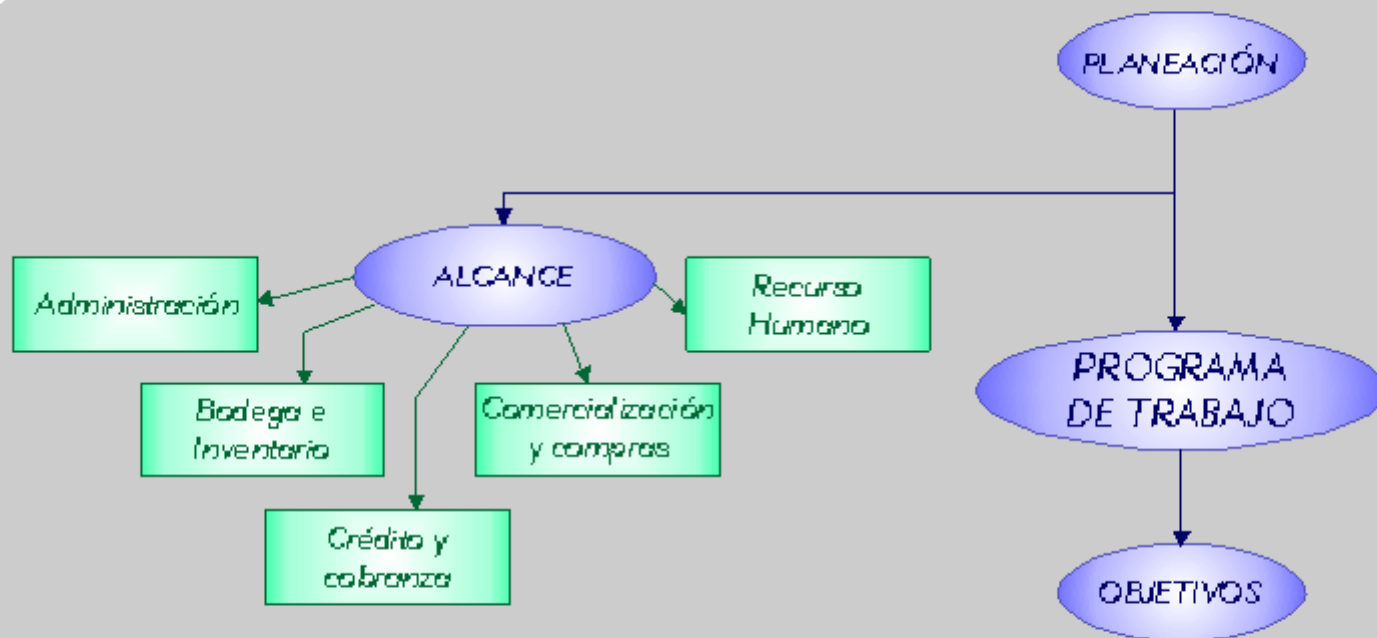 PLANEACIÓN
ALCANCE
Administración
Recurso
Humano
Bodega e
Inventario
Comercialización
y compras
Crédito y
cobranza
PROGRAMA
DE TRABAJO
OBJETIVOS